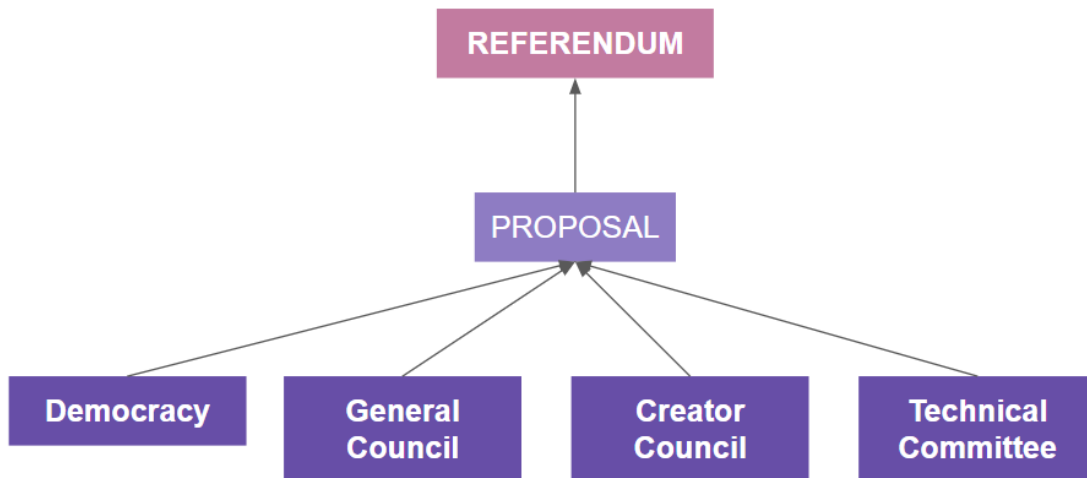 REFERENDUM
PROPOSAL
Democracy
General
Council
Creator
Council
Technical
Committee